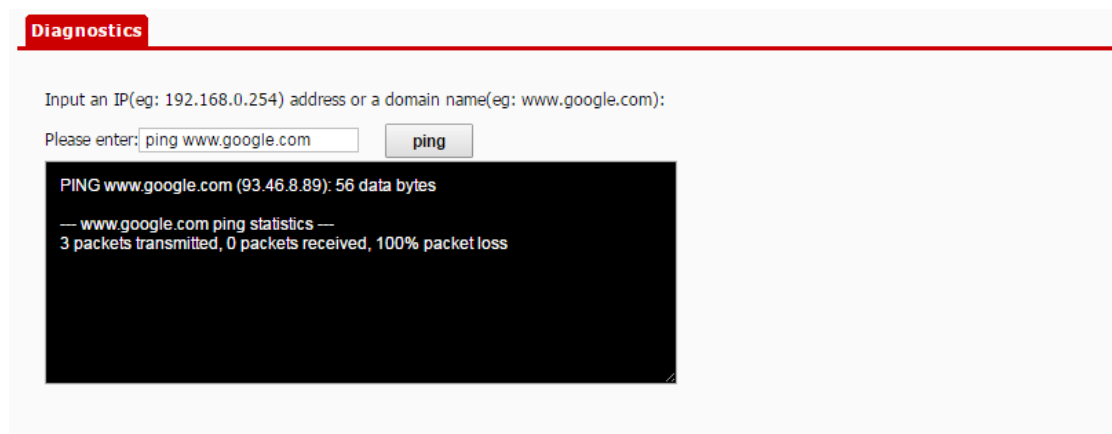 Diagnostics
Input an IP(eg: 192.168.0.254) address or a domain name(eg: www.google.com):
Please enter: ping www.google.com ping
PING www.google.com (93.46.8.89): 56 data bytes
--- www.google.com ping statistics ---
3 packets transmitted, 0 packets received, 100% packet loss